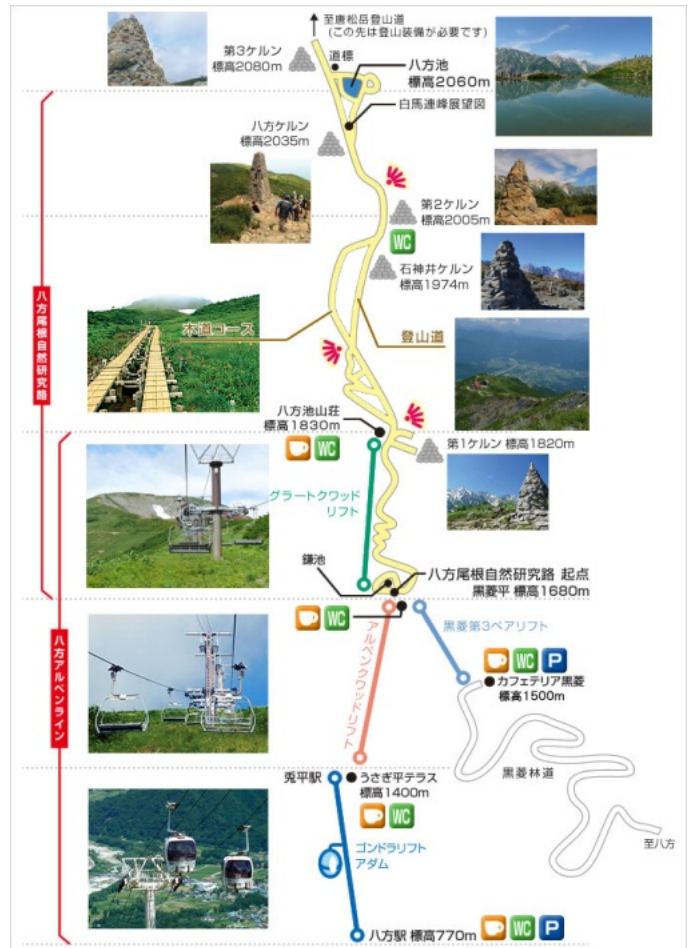 至唐松岳登山道
(この先は登山装備が必要です)
第3ケルン
標高2080m
道標
八方池
標高2060m
白馬連峰展望図
八方ケルン
標高2035m
第2ケルン
標高2005m
WC
石神井ケルン
標高1974m
八方尾根自然研究路
木道コース
登山道
八方池山荘
標高1830m
WC
第1ケルン 標高1820m
グラートクワッド
リフト
鎌池
八方尾根自然研究路 起点
黒菱平 標高1680m
WC
八方アルペンライン
アルペンクワッドリフト
黒菱第3ペアリフト
WC P
カフェテリア黒菱
標高1500m
黒菱林道
兎平駅
うさぎ平テラス
標高1400m
WC
至八方
ゴンドラリフト
アダム
八方駅 標高770m
WC P